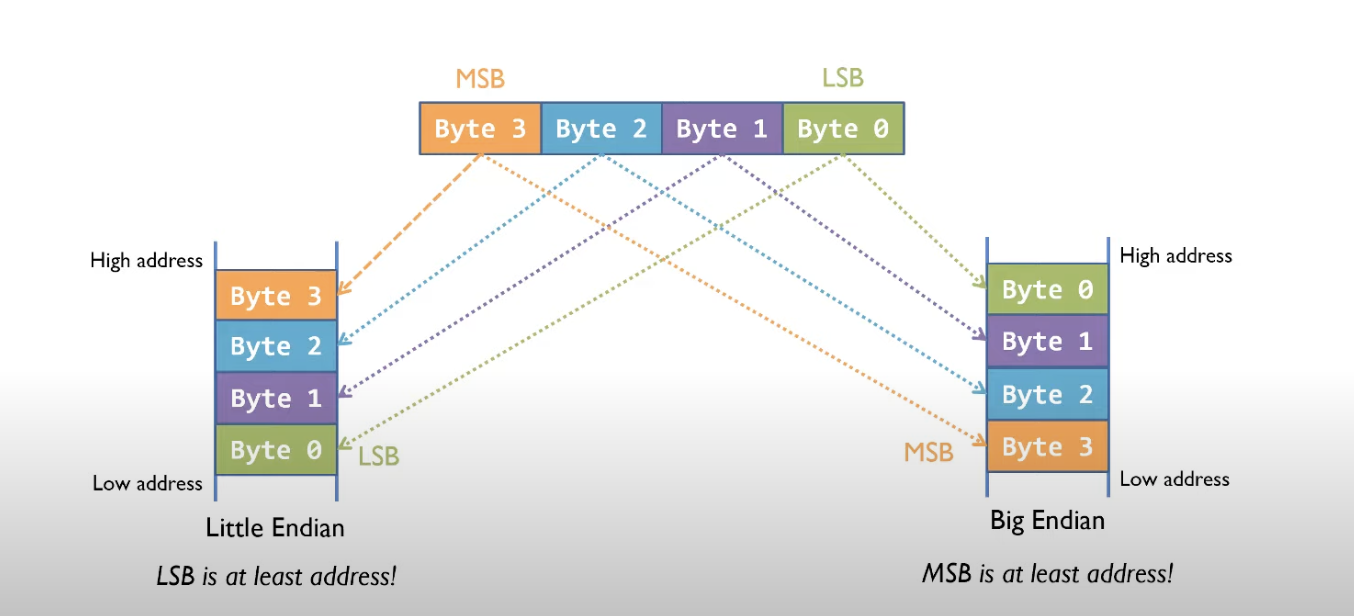 MSB LSB
Byte 3 Byte 2 Byte 1 Byte 0
High address
Byte 3
Byte 2
Byte 1
Byte 0
LSB
Low address
Little Endian
LSB is at least address!
High address
Byte 0
Byte 1
Byte 2
Byte 3
MSB
Low address
Big Endian
MSB is at least address!